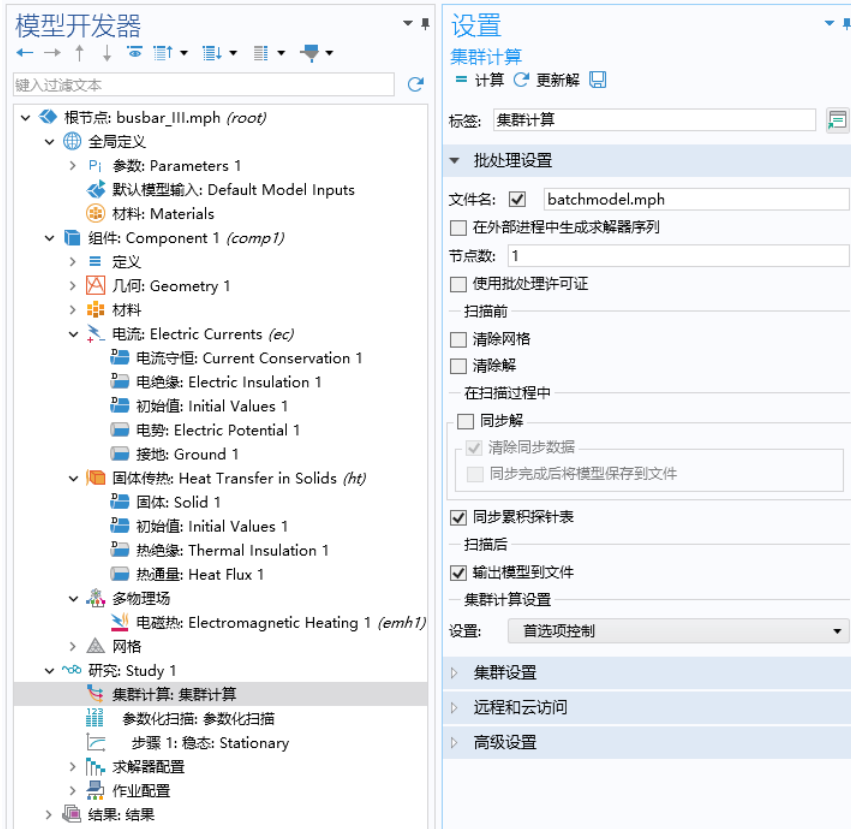 模型开发器
键入过滤文本
根节点: busbar_III.mph (root)
全局定义
Pi 参数: Parameters 1
默认模型输入: Default Model Inputs
材料: Materials
组件: Component 1 (comp1)
定义
几何: Geometry 1
材料
电流: Electric Currents (ec)
电流守恒: Current Conservation 1
电绝缘: Electric Insulation 1
初始值: Initial Values 1
电势: Electric Potential 1
接地: Ground 1
固体传热: Heat Transfer in Solids (ht)
固体: Solid 1
初始值: Initial Values 1
热绝缘: Thermal Insulation 1
热通量: Heat Flux 1
多物理场
电磁热: Electromagnetic Heating 1 (emh1)
网格
研究: Study 1
集群计算: 集群计算
参数化扫描: 参数化扫描
步骤 1: 稳态: Stationary
求解器配置
作业配置
结果: 结果
设置
集群计算
= 计算 更新解
标签: 集群计算
批处理设置
文件名: batchmodel.mph
在外部进程中生成求解器序列
节点数: 1
使用批处理许可证
扫描前
清除网格
清除解
在扫描过程中
同步解
清除同步数据
同步完成后将模型保存到文件
同步累积探针表
扫描后
输出模型到文件
集群计算设置
设置: 首选项控制
集群设置
远程和云访问
高级设置